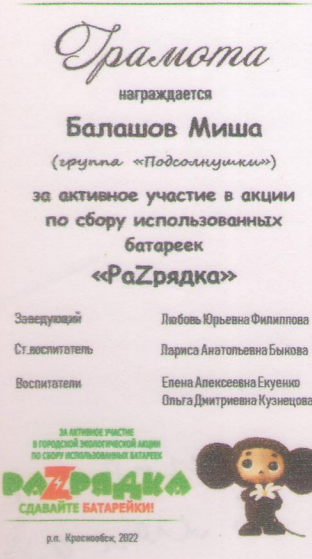 Грамота
награждается
Балашов Миша
(группа «Подсолнушки»)
за активное участие в акции
по сбору использованных
батареек
«РаZрядка»
Заведующий Любовь Юрьевна Филиппова
Ст.воспитатель Лариса Анатольевна Быкова
Воспитатели Елена Алексеевна Екуенко
Ольга Дмитриевна Кузнецова
ЗА АКТИВНОЕ УЧАСТИЕ
В ГОРОДСКОЙ ЭКОЛОГИЧЕСКОЙ АКЦИИ
ПО СБОРУ ИСПОЛЬЗОВАННЫХ БАТАРЕЕК
РАZРЯДКА
СДАВАЙТЕ БАТАРЕЙКИ!
р.п. Краснообск, 2022